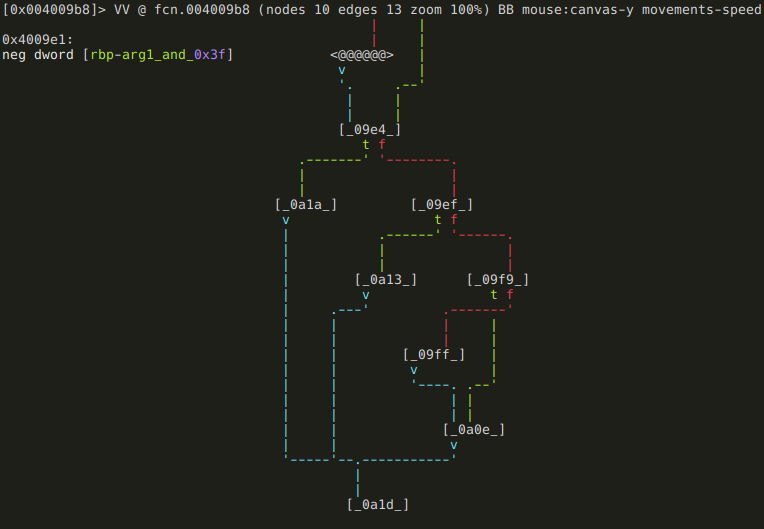 [0x004009b8]> VV @ fcn.004009b8 (nodes 10 edges 13 zoom 100%) BB mouse:canvas-y movements-speed
0x4009e1:
neg dword [rbp-arg1_and_0x3f]
<@@@@@@>
v
[_09e4_]
t f
[_0a1a_] [_09ef_]
v t f
[_0a13_] [_09f9_]
v t f
[_09ff_]
v
[_0a0e_]
v
[_0a1d_]